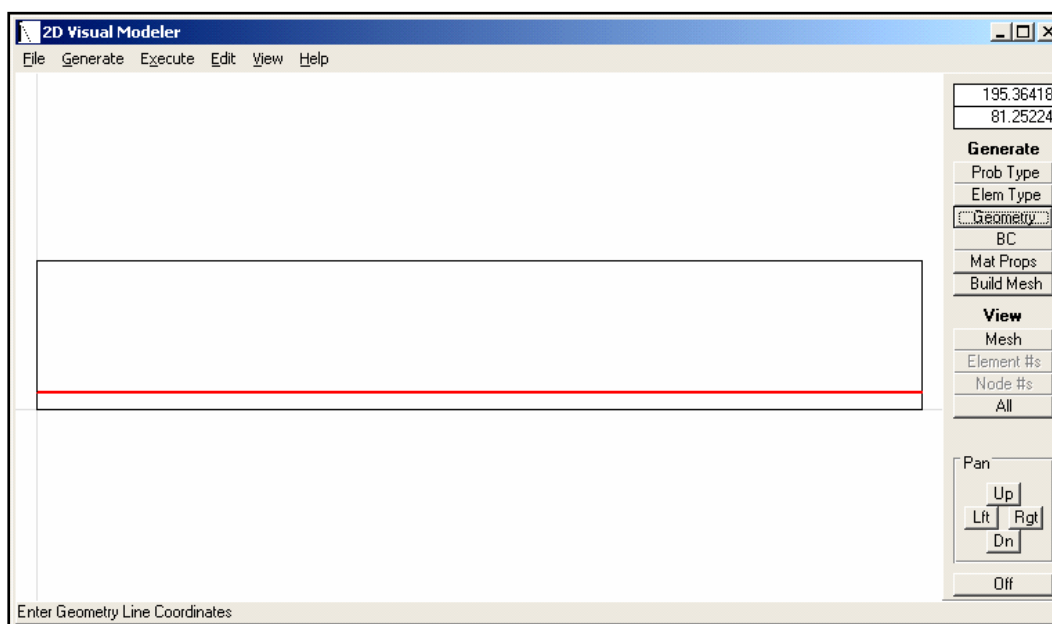 2D Visual Modeler
File Generate Execute Edit View Help
195.36418
81.25224
Generate
Prob Type
Elem Type
Geometry
BC
Mat Props
Build Mesh
View
Mesh
Element #s
Node #s
All
Pan
Up
Lft Rgt
Dn
Off
Enter Geometry Line Coordinates